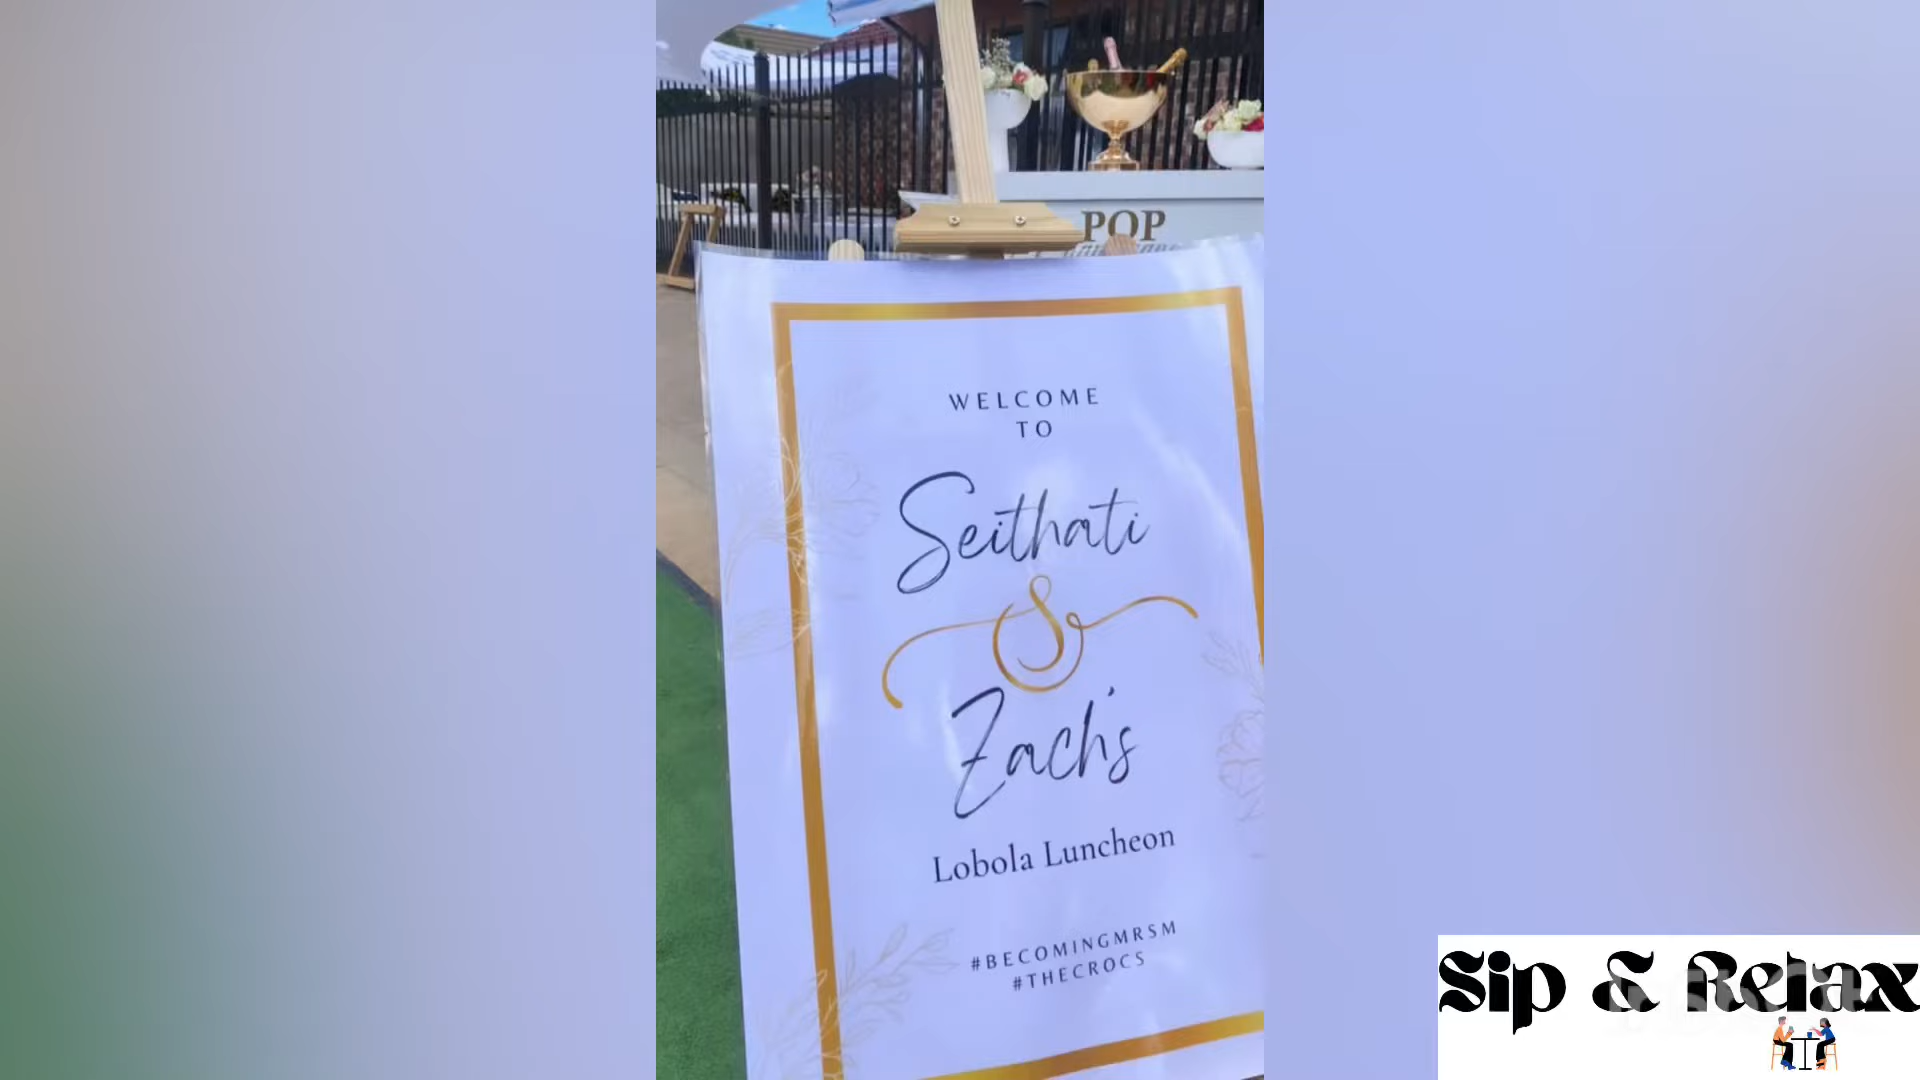 POP
WELCOME
TO
Seithati
&
Zach's
Lobola Luncheon
#BECOMINGMRSM
#THECROCS
Sip & Relax